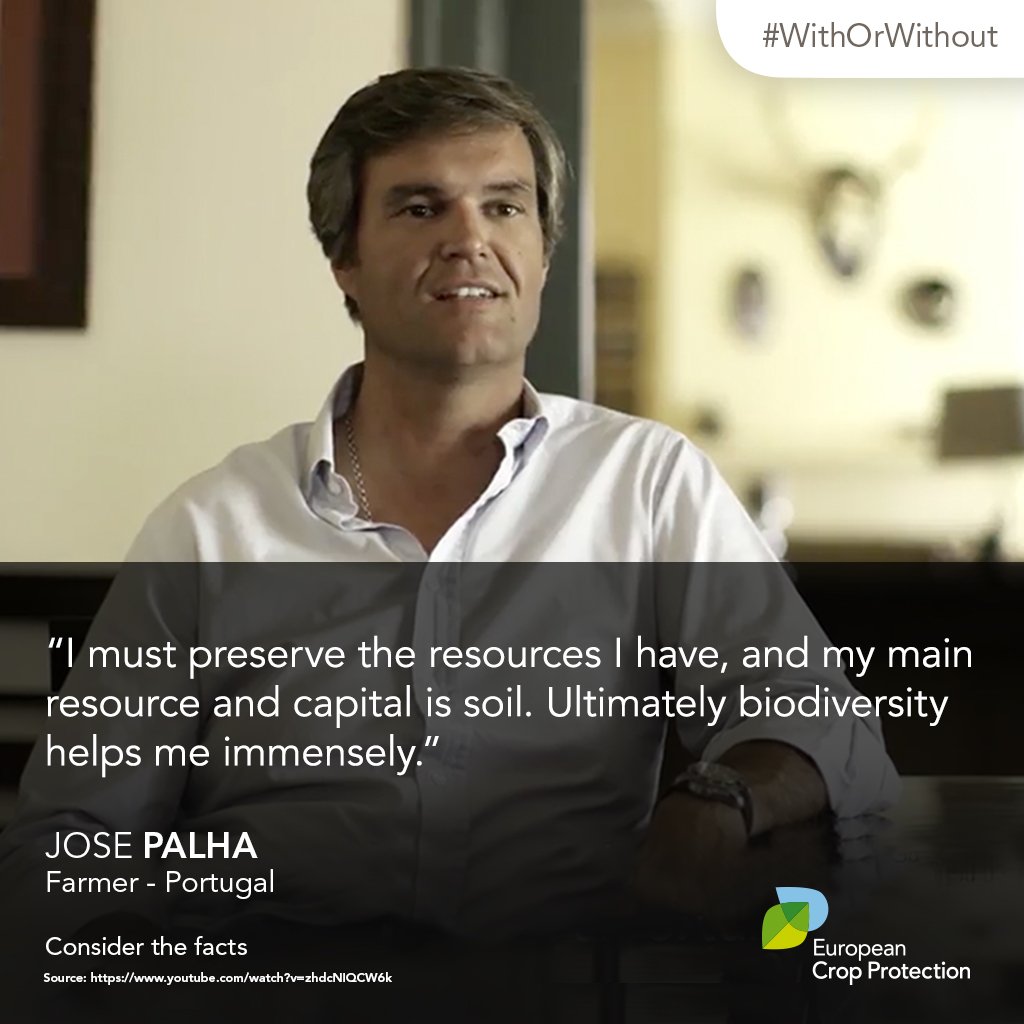 #WithOrWithout
“I must preserve the resources I have, and my main
resource and capital is soil. Ultimately biodiversity
helps me immensely.”
JOSE PALHA
Farmer - Portugal
Consider the facts
Source: https://www.youtube.com/watch?v=zhdcNIQCW6k
European
Crop Protection